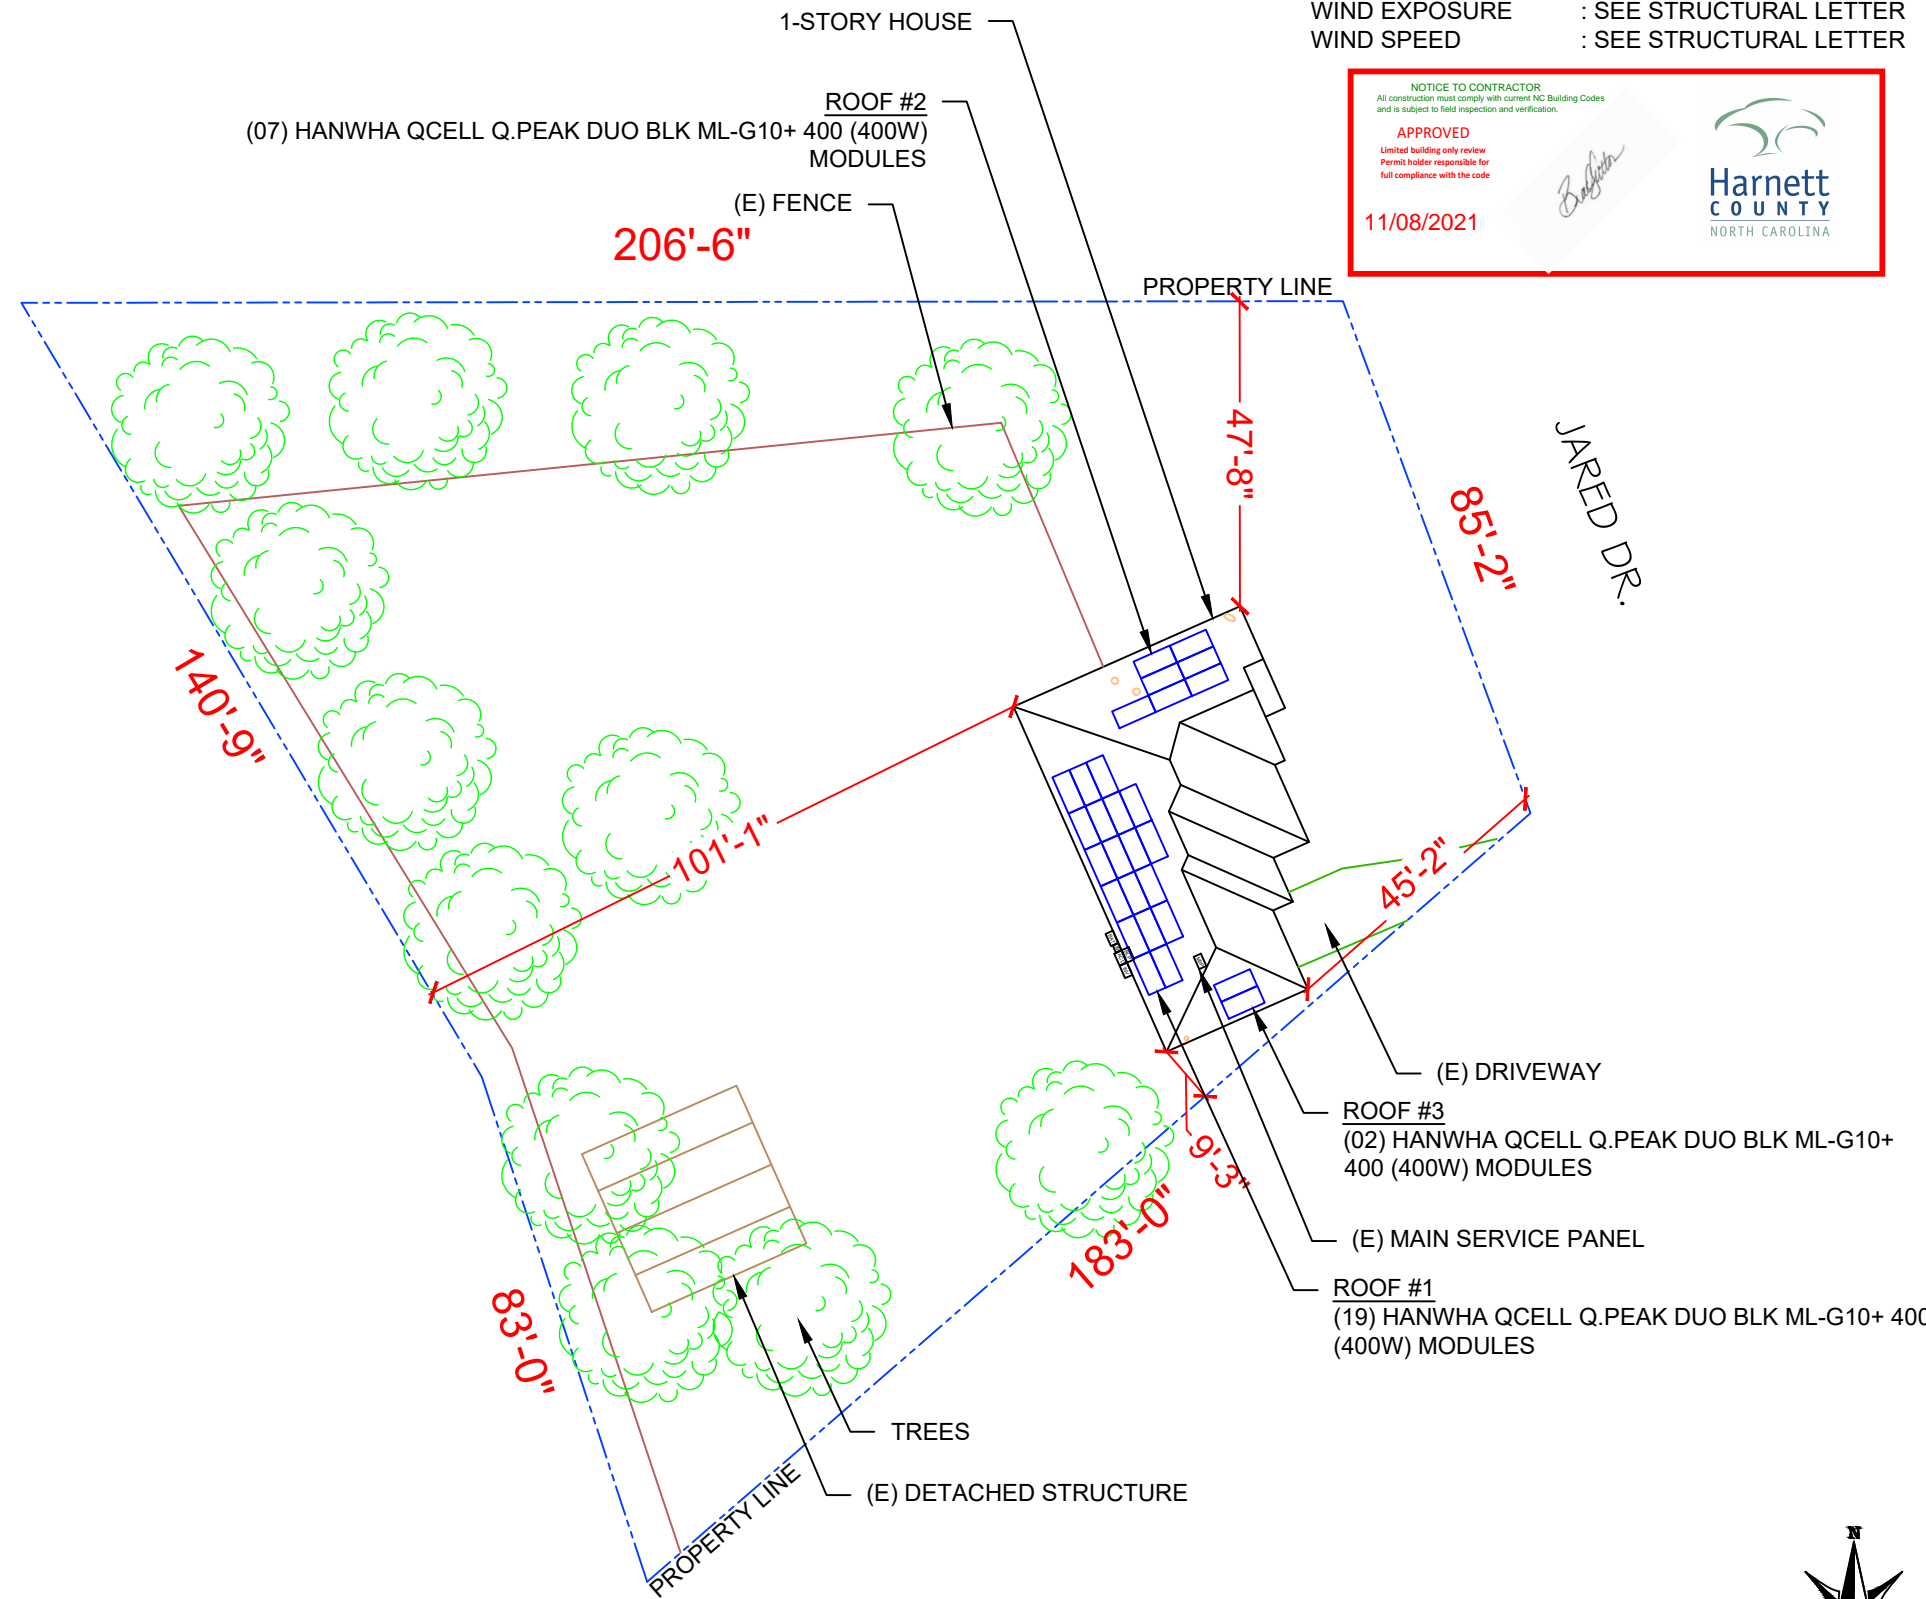 WIND EXPOSURE : SEE STRUCTURAL LETTER
WIND SPEED : SEE STRUCTURAL LETTER
1-STORY HOUSE
NOTICE TO CONTRACTOR
All construction must comply with current NC Building Codes
and is subject to field inspection and verification.
APPROVED
Limited building only review
Permit holder responsible for
full compliance with the code
11/08/2021
Harnett
COUNTY
NORTH CAROLINA
ROOF #2
(07) HANWHA QCELL Q.PEAK DUO BLK ML-G10+ 400 (400W)
MODULES
(E) FENCE
206'-6"
PROPERTY LINE
47'-8"
85'-2"
JARED DR.
140'-9"
101'-1"
45'-2"
(E) DRIVEWAY
ROOF #3
(02) HANWHA QCELL Q.PEAK DUO BLK ML-G10+
400 (400W) MODULES
9'-3"
183'-0"
(E) MAIN SERVICE PANEL
ROOF #1
(19) HANWHA QCELL Q.PEAK DUO BLK ML-G10+ 400
(400W) MODULES
83'-0"
TREES
(E) DETACHED STRUCTURE
PROPERTY LINE
N